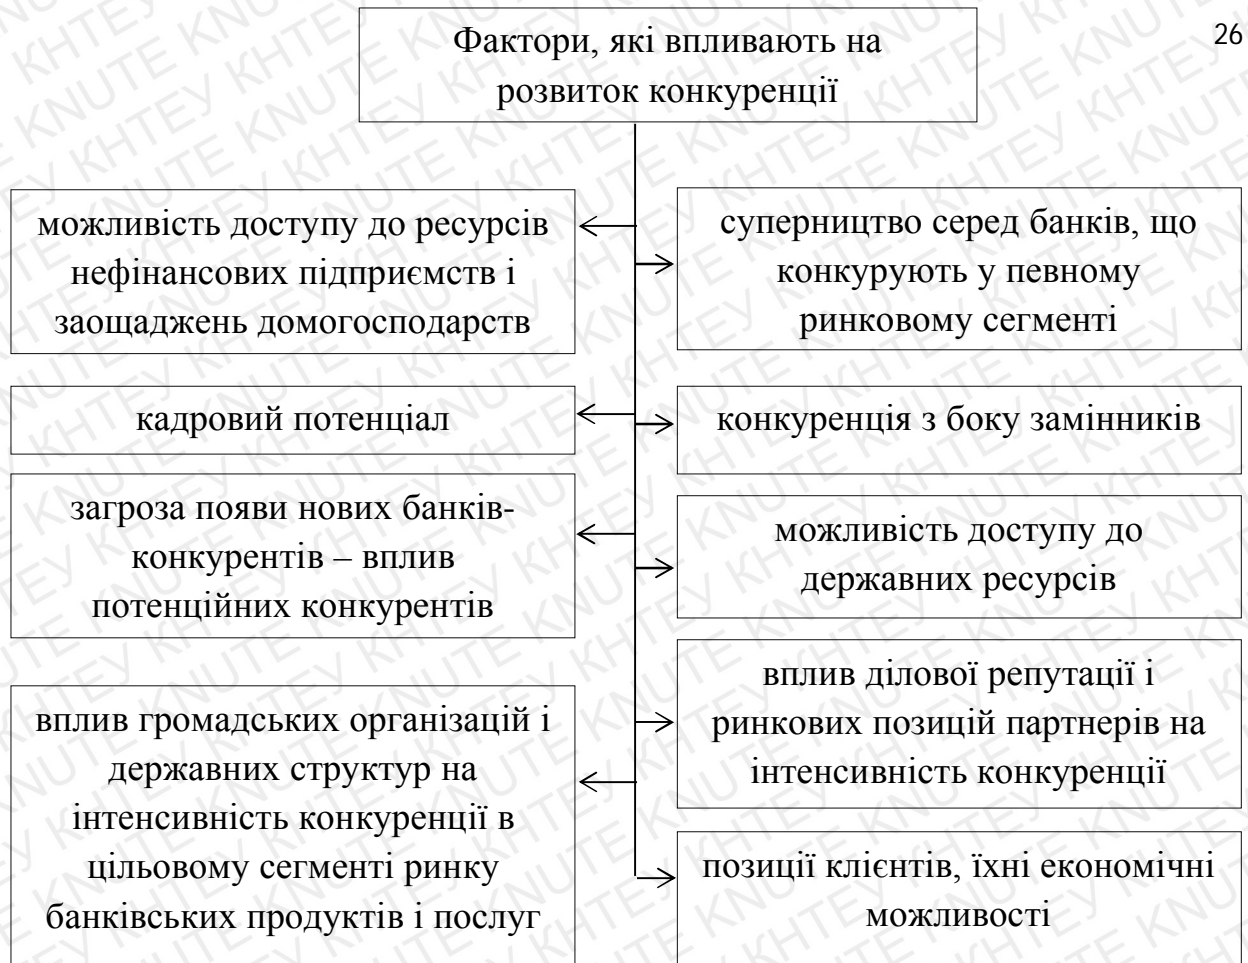 26
Фактори, які впливають на
розвиток конкуренції
можливість доступу до ресурсів
нефінансових підприємств і
заощаджень домогосподарств
кадровий потенціал
загроза появи нових банків-
конкурентів – вплив
потенційних конкурентів
вплив громадських організацій і
державних структур на
інтенсивність конкуренції в
цільовому сегменті ринку
банківських продуктів і послуг
суперництво серед банків, що
конкурують у певному
ринковому сегменті
конкуренція з боку замінників
можливість доступу до
державних ресурсів
вплив ділової репутації і
ринкових позицій партнерів на
інтенсивність конкуренції
позиції клієнтів, їхні економічні
можливості
KNUTE КНТЕУ